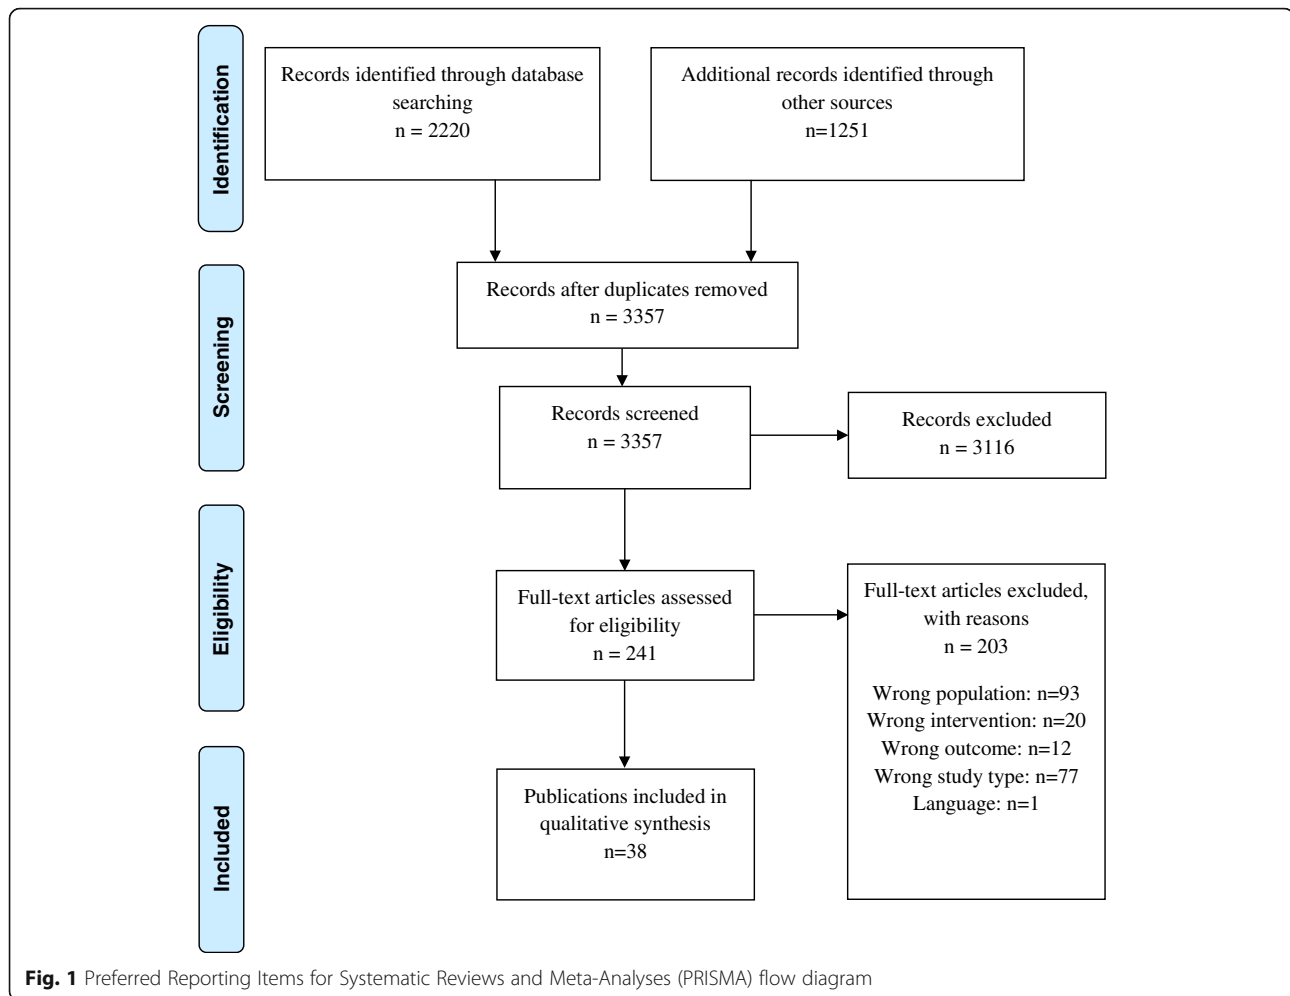 Identification
Records identified through database
searching
n = 2220
Additional records identified through
other sources
n=1251
Screening
Records after duplicates removed
n = 3357
Records screened
n = 3357
Records excluded
n = 3116
Eligibility
Full-text articles assessed
for eligibility
n = 241
Full-text articles excluded,
with reasons
n = 203
Wrong population: n=93
Wrong intervention: n=20
Wrong outcome: n=12
Wrong study type: n=77
Language: n=1
Included
Publications included in
qualitative synthesis
n=38
Fig. 1 Preferred Reporting Items for Systematic Reviews and Meta-Analyses (PRISMA) flow diagram